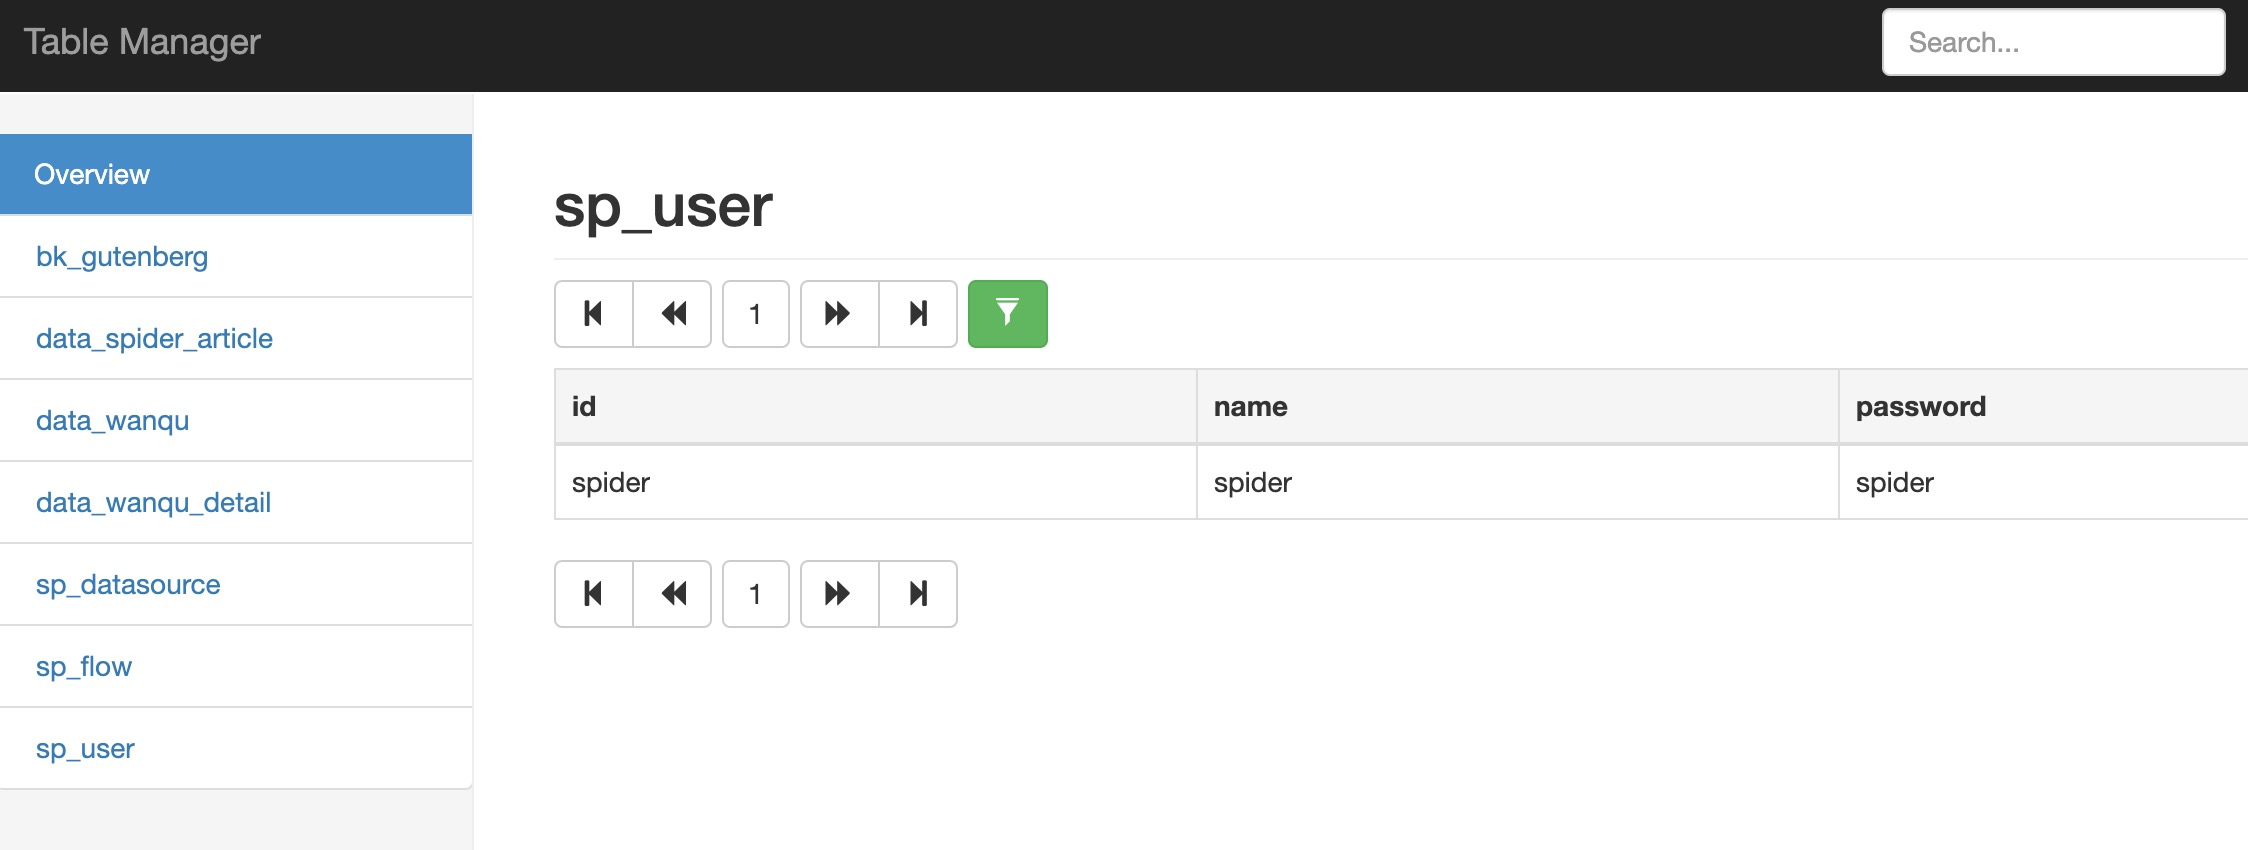 Table Manager
Search...
Overview
bk_gutenberg
data_spider_article
data_wanqu
data_wanqu_detail
sp_datasource
sp_flow
sp_user
sp_user
1
id name password
spider spider spider
1